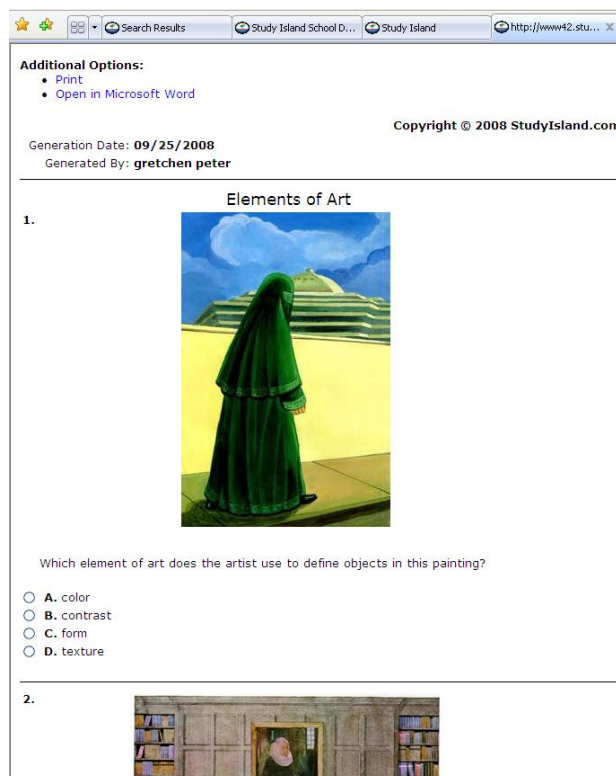 Search Results
Study Island School D...
Study Island
http://www42.stu... X
Additional Options:
• Print
• Open in Microsoft Word
Copyright © 2008 StudyIsland.com
Generation Date: 09/25/2008
Generated By: gretchen peter
Elements of Art
1.
Which element of art does the artist use to define objects in this painting?
A. color
B. contrast
C. form
D. texture
2.